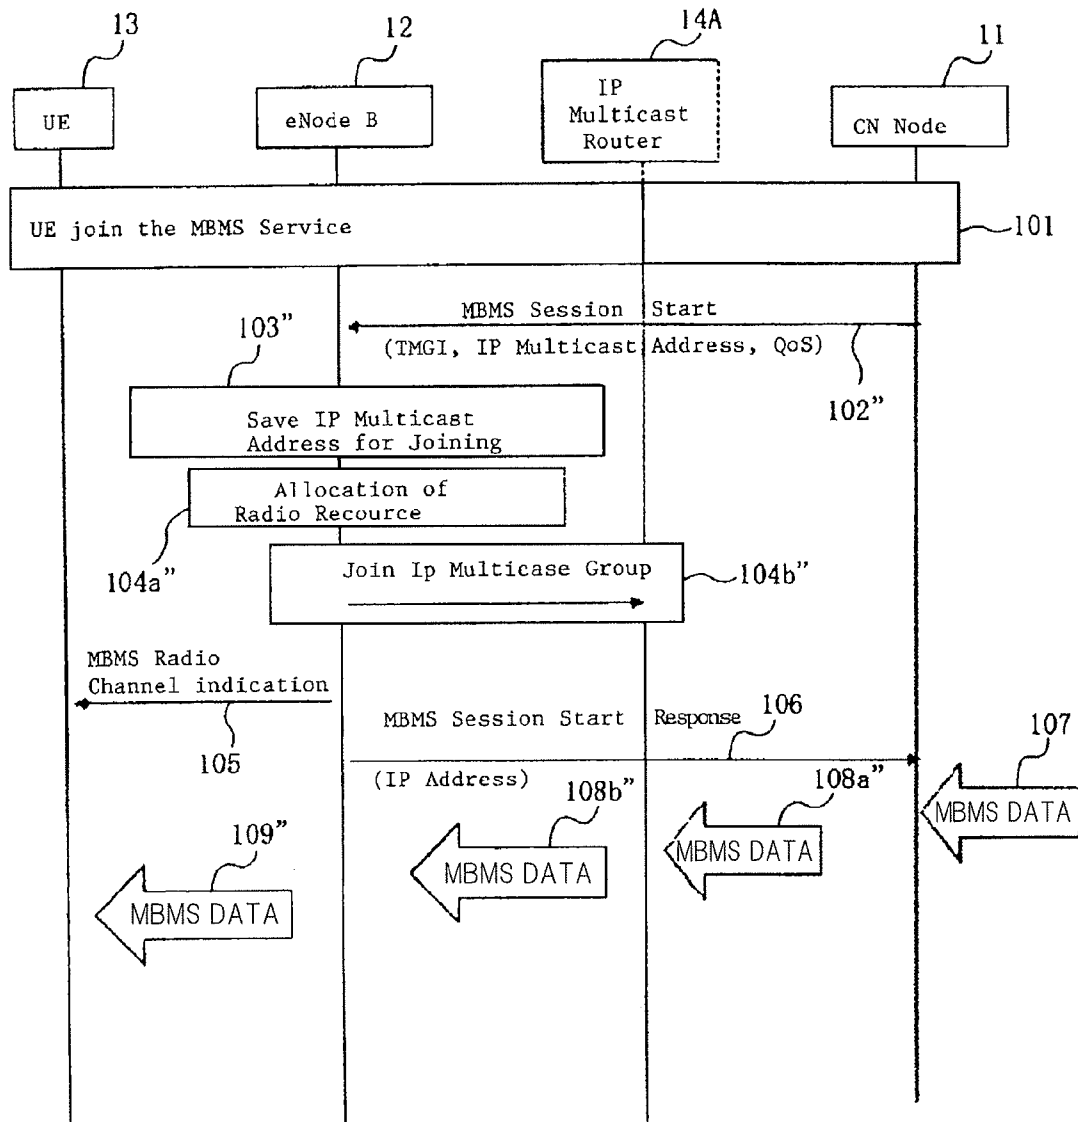 13
12
14A
11
UE
eNode B
IP
Multicast
Router
CN Node
UE join the MBMS Service
101
MBMS Session Start
(TMGI, IP Multicast Address, QoS)
102"
103"
Save IP Multicast
Address for Joining
Allocation of
Radio Recource
104a"
Join Ip Multicase Group
104b"
MBMS Radio
Channel indication
105
MBMS Session Start Response
106
(IP Address)
107
MBMS DATA
108a"
MBMS DATA
108b"
MBMS DATA
109"
MBMS DATA